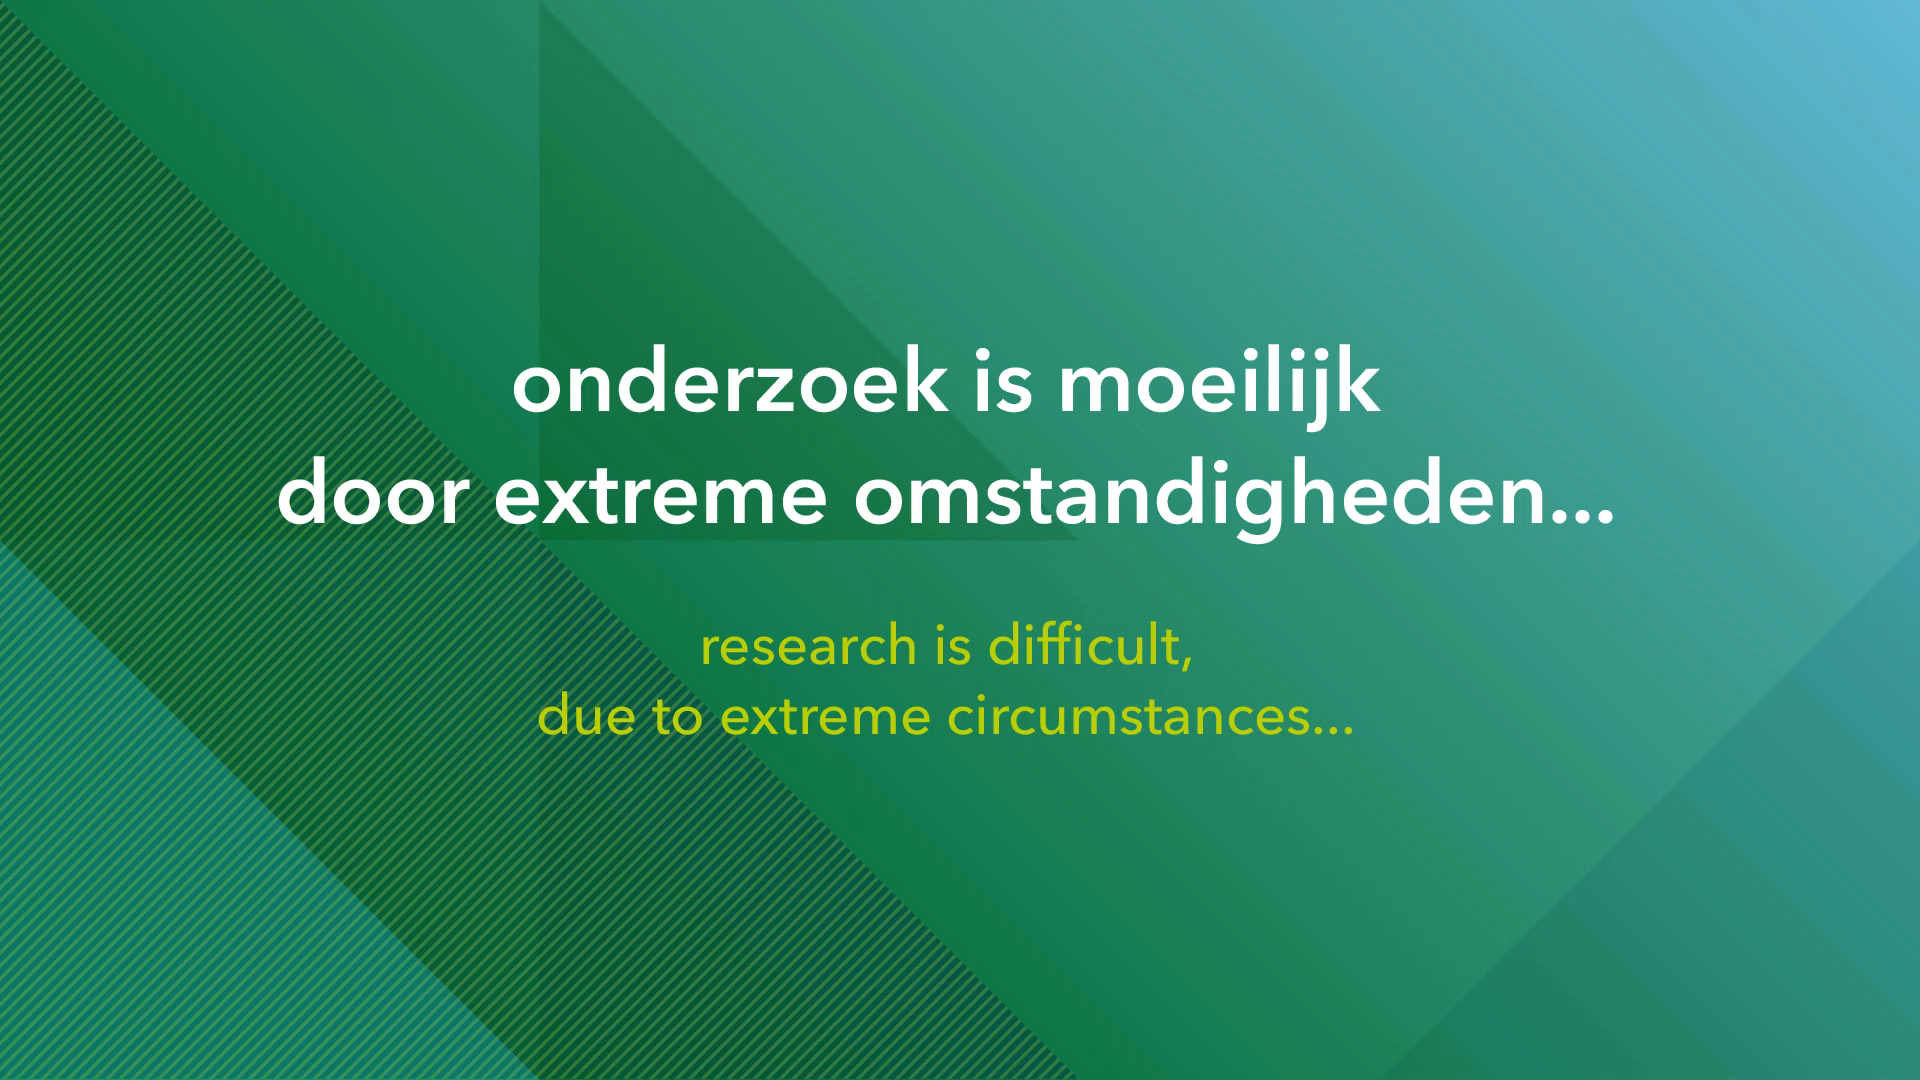 onderzoek is moeilijk
door extreme omstandigheden...
research is difficult,
due to extreme circumstances...